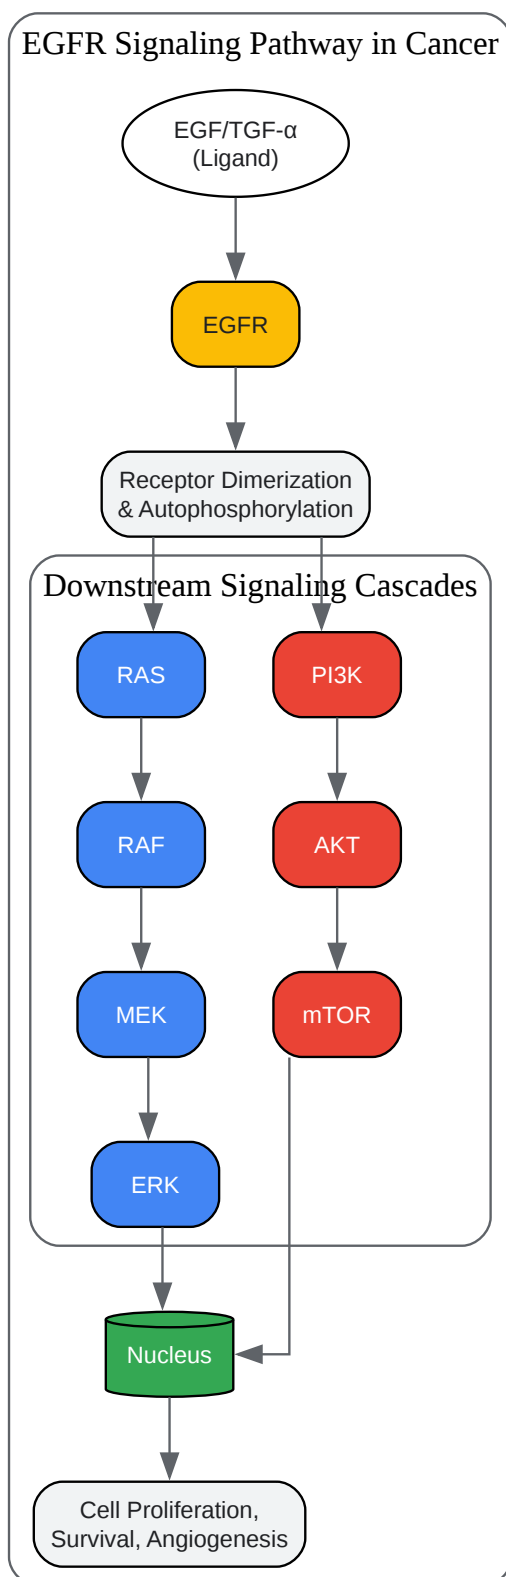 EGFR Signaling Pathway in Cancer
EGF/TGF-α
(Ligand)
EGFR
Receptor Dimerization
& Autophosphorylation
Downstream Signaling Cascades
RAS
PI3K
RAF
AKT
MEK
mTOR
ERK
Nucleus
Cell Proliferation,
Survival, Angiogenesis